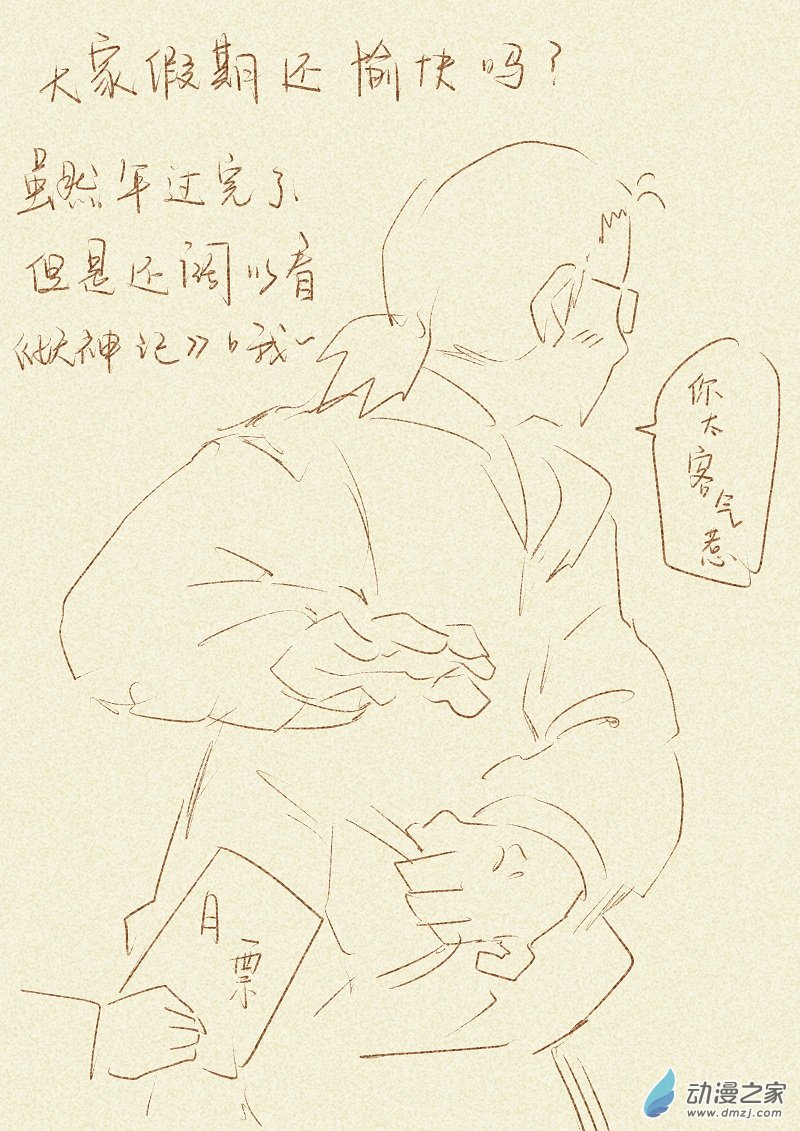 大家假期还愉快吗？
虽然年过完了
但是还阔以看
《妖神记》哦~
你太客气惹
月票
动漫之家
www.dmzj.com